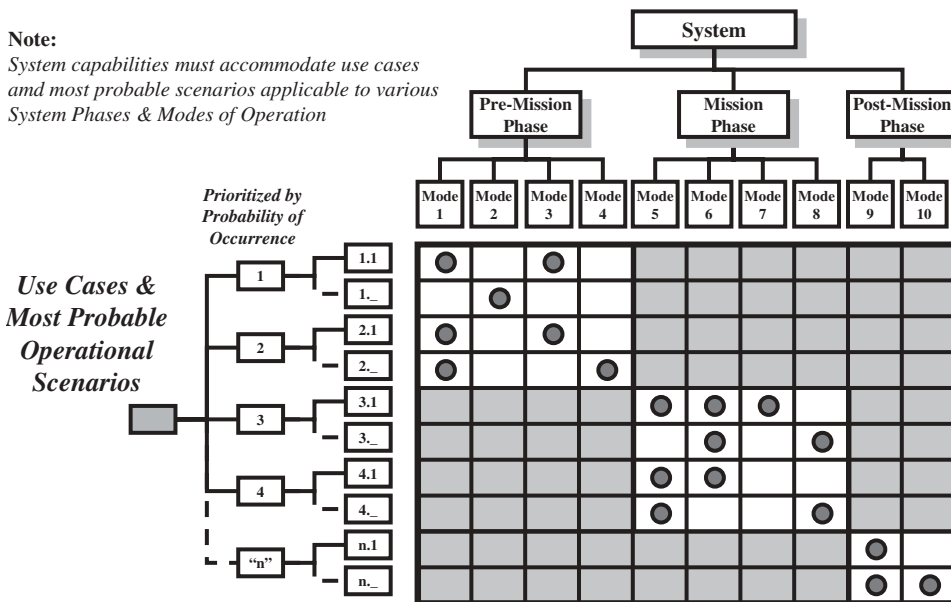 Note:
System capabilities must accommodate use cases
amd most probable scenarios applicable to various
System Phases & Modes of Operation
System
Pre-Mission
Phase
Mission
Phase
Post-Mission
Phase
Mode
1
Mode
2
Mode
3
Mode
4
Mode
5
Mode
6
Mode
7
Mode
8
Mode
9
Mode
10
Prioritized by
Probability of
Occurrence
Use Cases &
Most Probable
Operational
Scenarios
1
1.1
1._
2
2.1
2._
3
3.1
3._
4
4.1
4._
“n”
n.1
n._